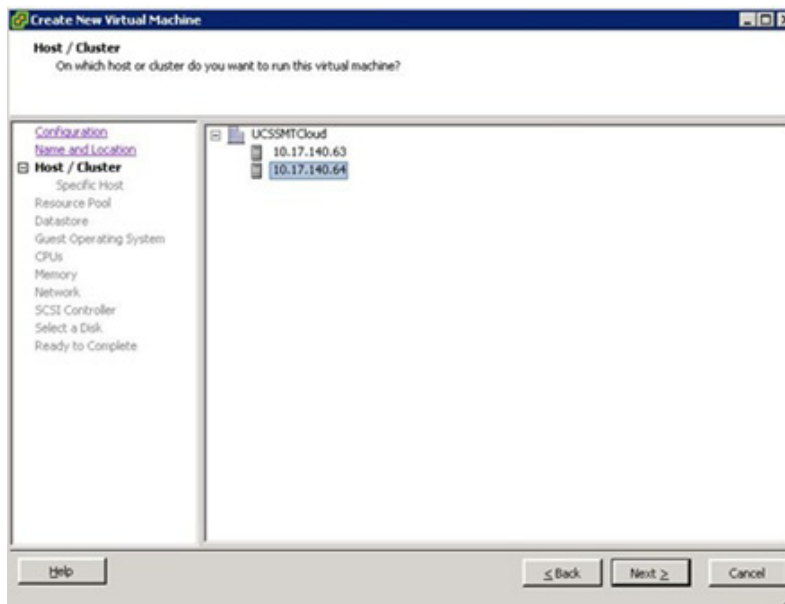 Create New Virtual Machine
Host / Cluster
On which host or cluster do you want to run this virtual machine?
Configuration
Name and Location
Host / Cluster
Specific Host
Resource Pool
Datastore
Guest Operating System
CPUs
Memory
Network
SCSI Controller
Select a Disk
Ready to Complete
UCSSMTCloud
10.17.140.63
10.17.140.64
Help
< Back
Next >
Cancel